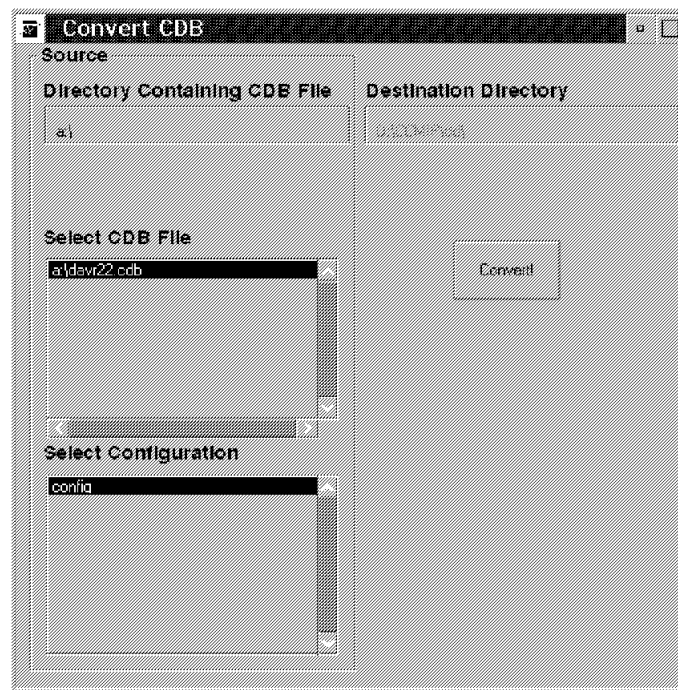 Convert CDB
Source
Directory Containing CDB File
Destination Directory
a:\
Select CDB File
a:\davr22.cdb
Convert!
Select Configuration
config